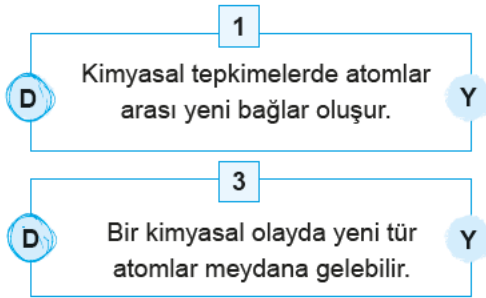 1
Kimyasal tepkimelerde atomlar
D
arası yeni bağlar oluşur.
Y
3
Bir kimyasal olayda yeni tür
D
atomlar meydana gelebilir.
Y